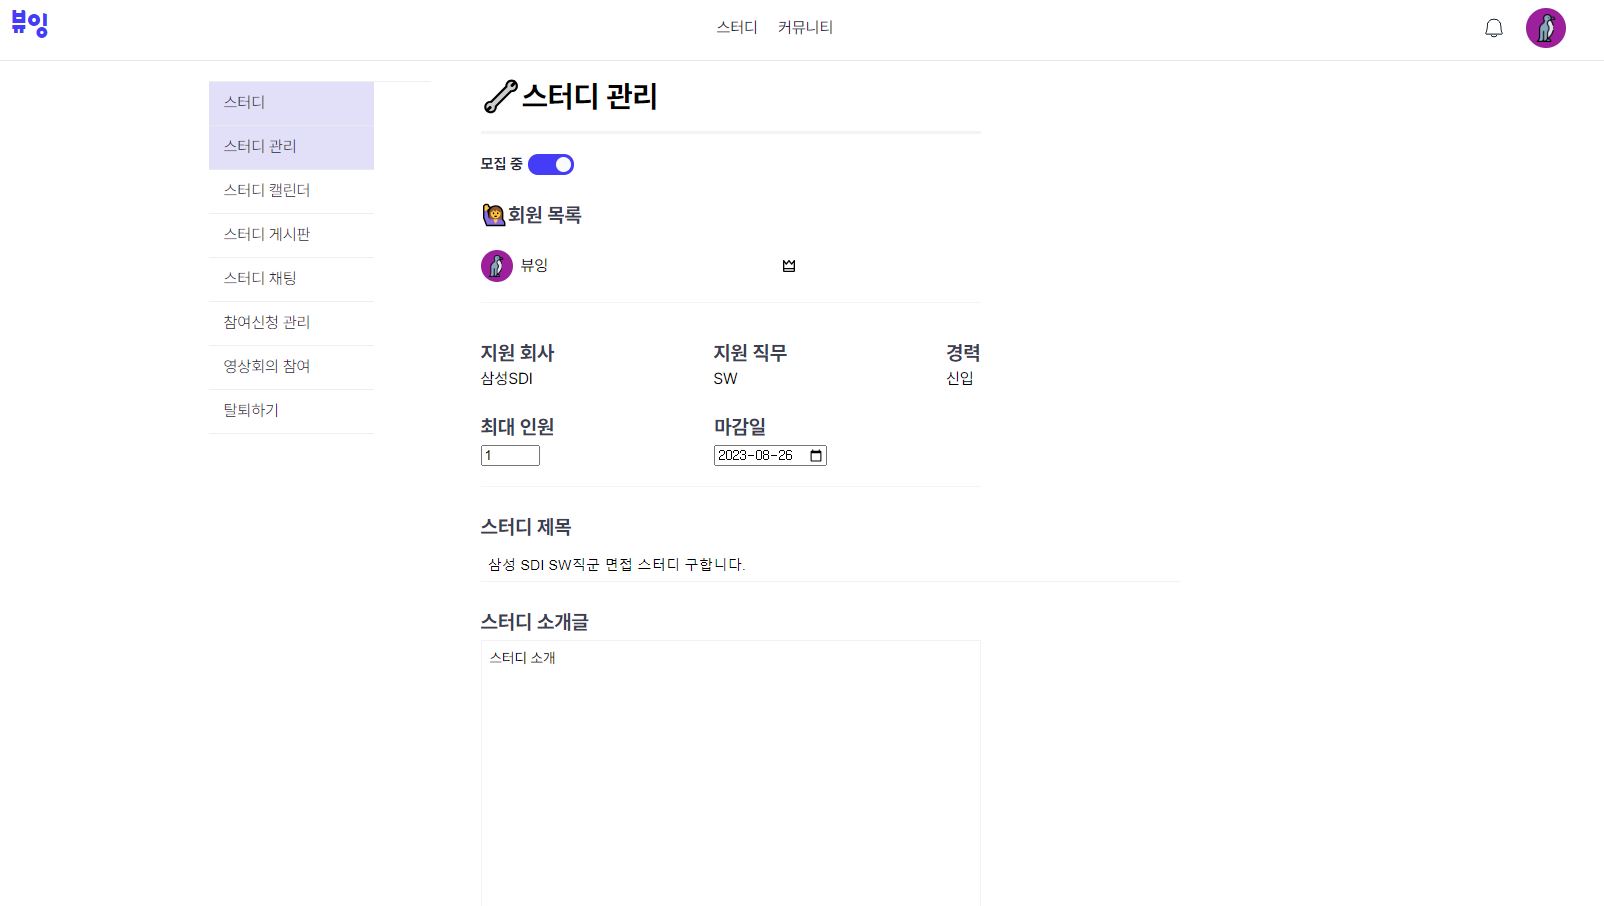 뷰잉
스터디 커뮤니티
스터디
스터디 관리
스터디 캘린더
스터디 게시판
스터디 채팅
참여신청 관리
영상회의 참여
탈퇴하기
스터디 관리
모집 중
회원 목록
뷰잉
지원 회사 지원 직무 경력
삼성SDI SW 신입
최대 인원 마감일
1 2023-08-26
스터디 제목
삼성 SDI SW직군 면접 스터디 구합니다.
스터디 소개글
스터디 소개